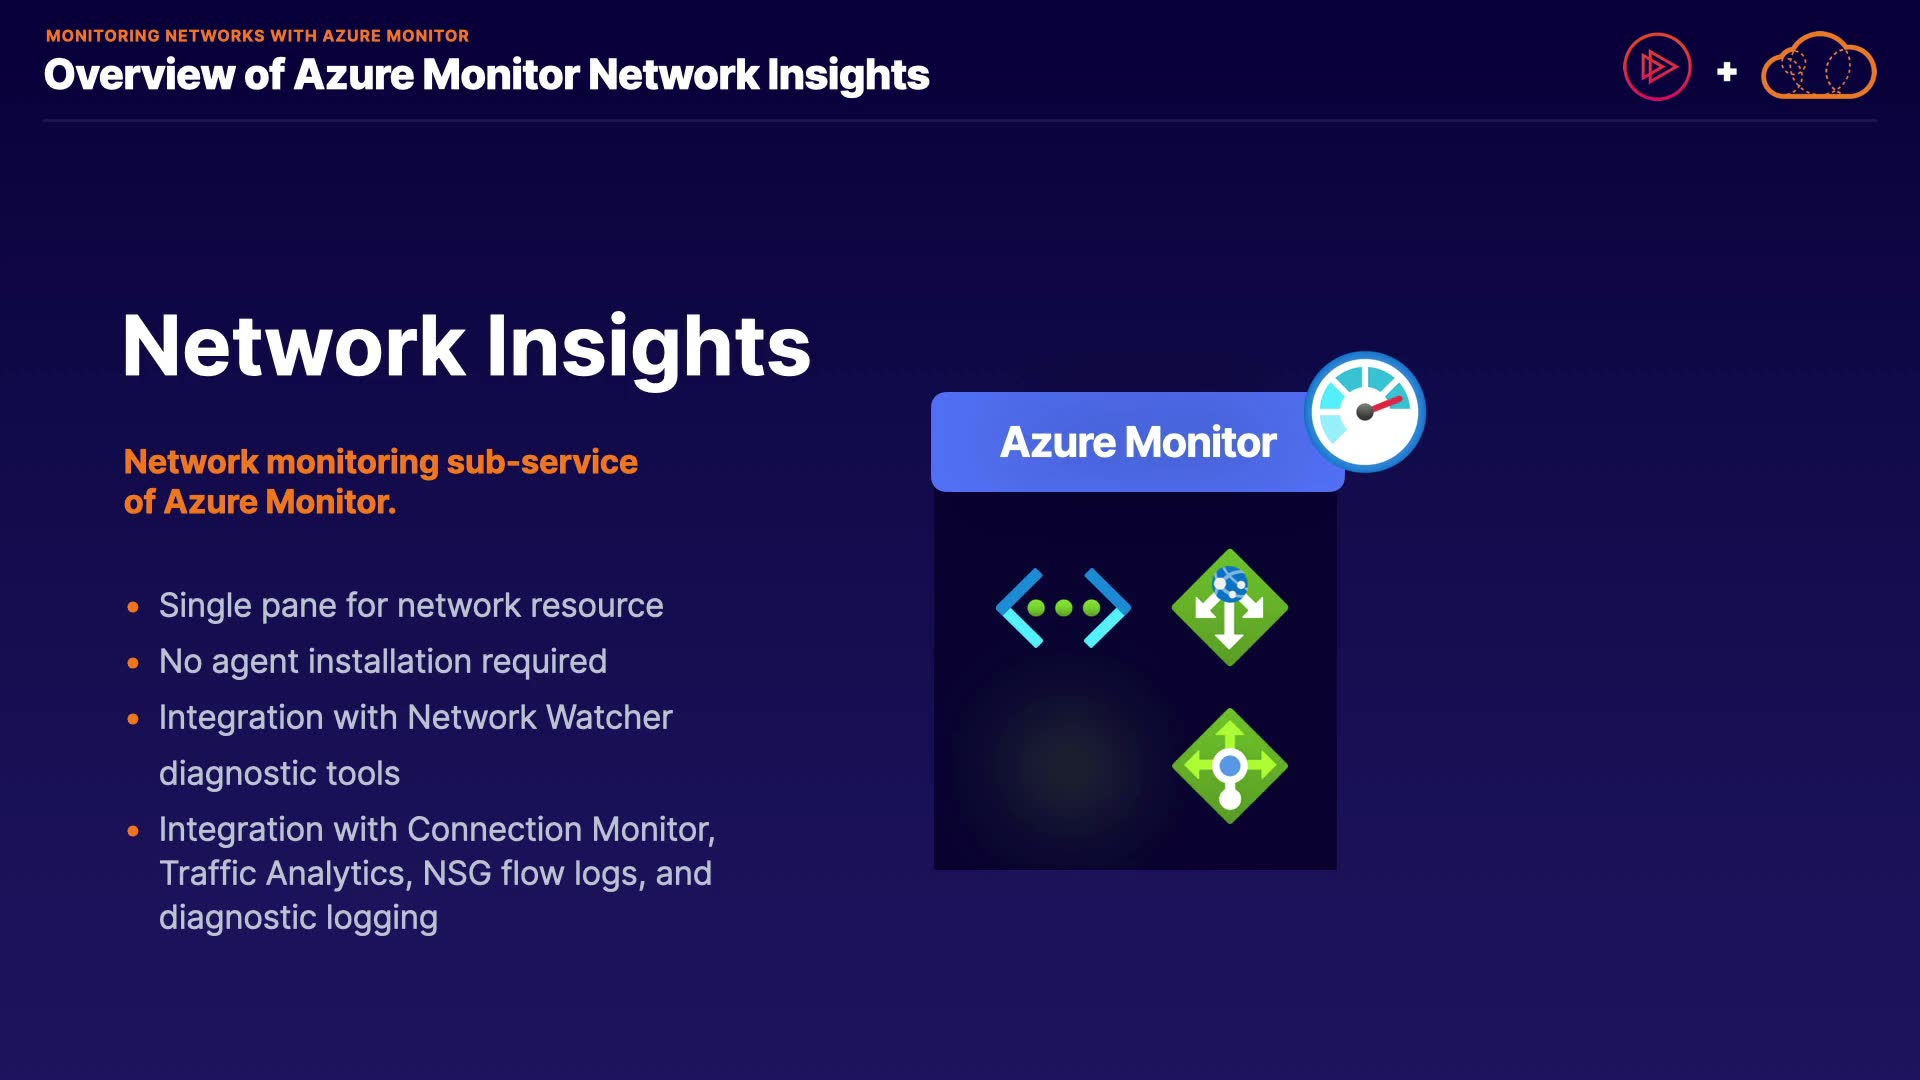 MONITORING NETWORKS WITH AZURE MONITOR
Overview of Azure Monitor Network Insights
Network Insights
Network monitoring sub-service
of Azure Monitor.
Single pane for network resource
No agent installation required
Integration with Network Watcher
diagnostic tools
Integration with Connection Monitor,
Traffic Analytics, NSG flow logs, and
diagnostic logging
Azure Monitor